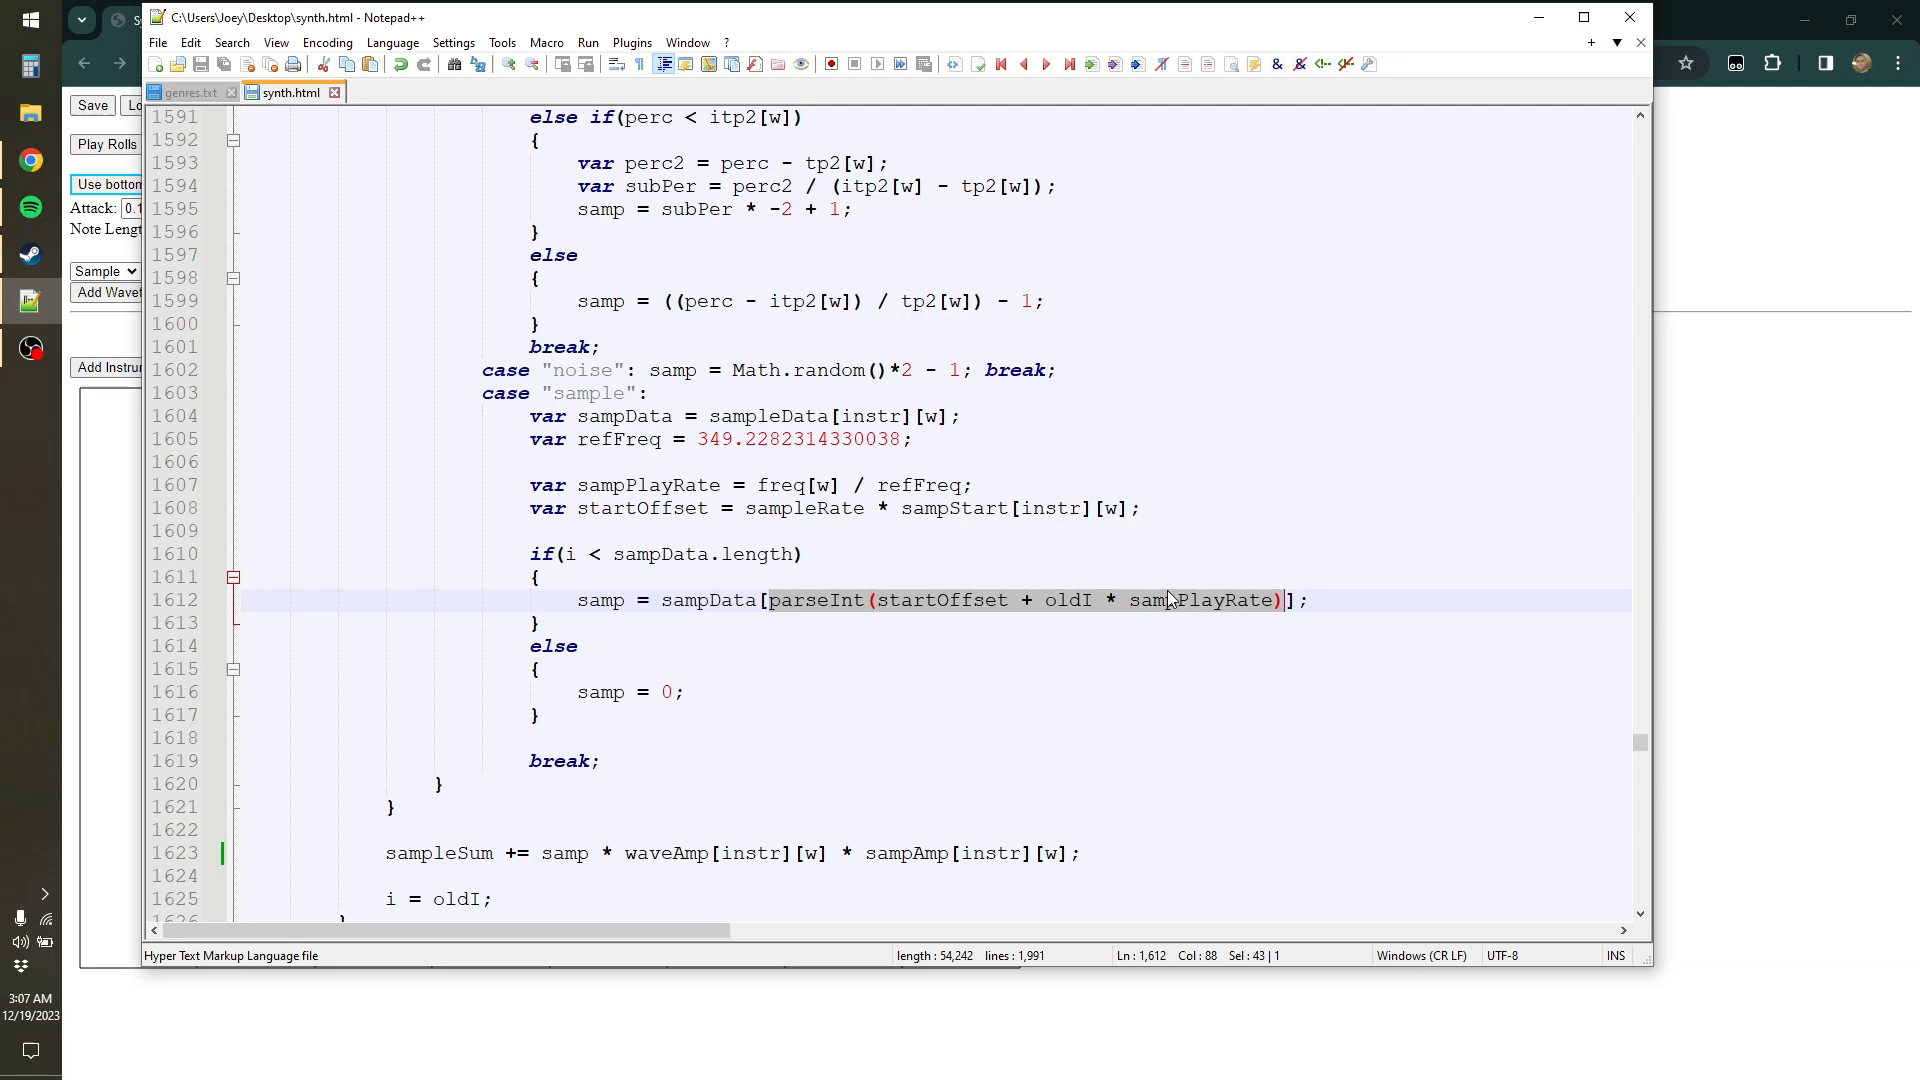 C:\Users\Joey\Desktop\synth.html - Notepad++
File Edit Search View Encoding Language Settings Tools Macro Run Plugins Window ?
genres.txt synth.html
Save
Play Rolls
Use bottom
Attack: 0.1
Note Lengt
Sample
Add Wavef
Add Instru
1591 else if(perc < itp2[w])
1592 {
1593 var perc2 = perc - tp2[w];
1594 var subPer = perc2 / (itp2[w] - tp2[w]);
1595 samp = subPer * -2 + 1;
1596 }
1597 else
1598 {
1599 samp = ((perc - itp2[w]) / tp2[w]) - 1;
1600 }
1601 break;
1602 case "noise": samp = Math.random()*2 - 1; break;
1603 case "sample":
1604 var sampData = sampleData[instr][w];
1605 var refFreq = 349.2282314330038;
1606
1607 var sampPlayRate = freq[w] / refFreq;
1608 var startOffset = sampleRate * sampStart[instr][w];
1609
1610 if(i < sampData.length)
1611 {
1612 samp = sampData[parseInt(startOffset + oldI * sampPlayRate)];
1613 }
1614 else
1615 {
1616 samp = 0;
1617 }
1618
1619 break;
1620 }
1621 }
1622
1623 sampleSum += samp * waveAmp[instr][w] * sampAmp[instr][w];
1624
1625 i = oldI;
1626 }
Hyper Text Markup Language file length : 54,242 lines : 1,991 Ln : 1,612 Col : 88 Sel : 43 | 1 Windows (CR LF) UTF-8 INS
3:07 AM
12/19/2023